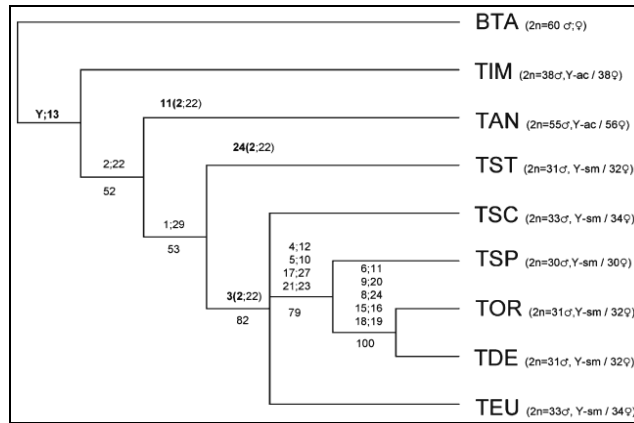 BTA (2n=60 ♂;♀)
TIM (2n=38♂,Y-ac / 38♀)
Y;13
11(2;22)
TAN (2n=55♂,Y-ac / 56♀)
24(2;22)
2;22
TST (2n=31♂, Y-sm / 32♀)
52
TSC (2n=33♂, Y-sm / 34♀)
1;29
53
4;12
5;10
17;27
21;23
TSP (2n=30♂,Y-sm / 30♀)
6;11
9;20
8;24
15;16
18;19
3(2;22)
TOR (2n=31♂,Y-sm / 32♀)
82
79
100
TDE (2n=31♂,Y-sm / 32♀)
TEU (2n=33♂, Y-sm / 34♀)